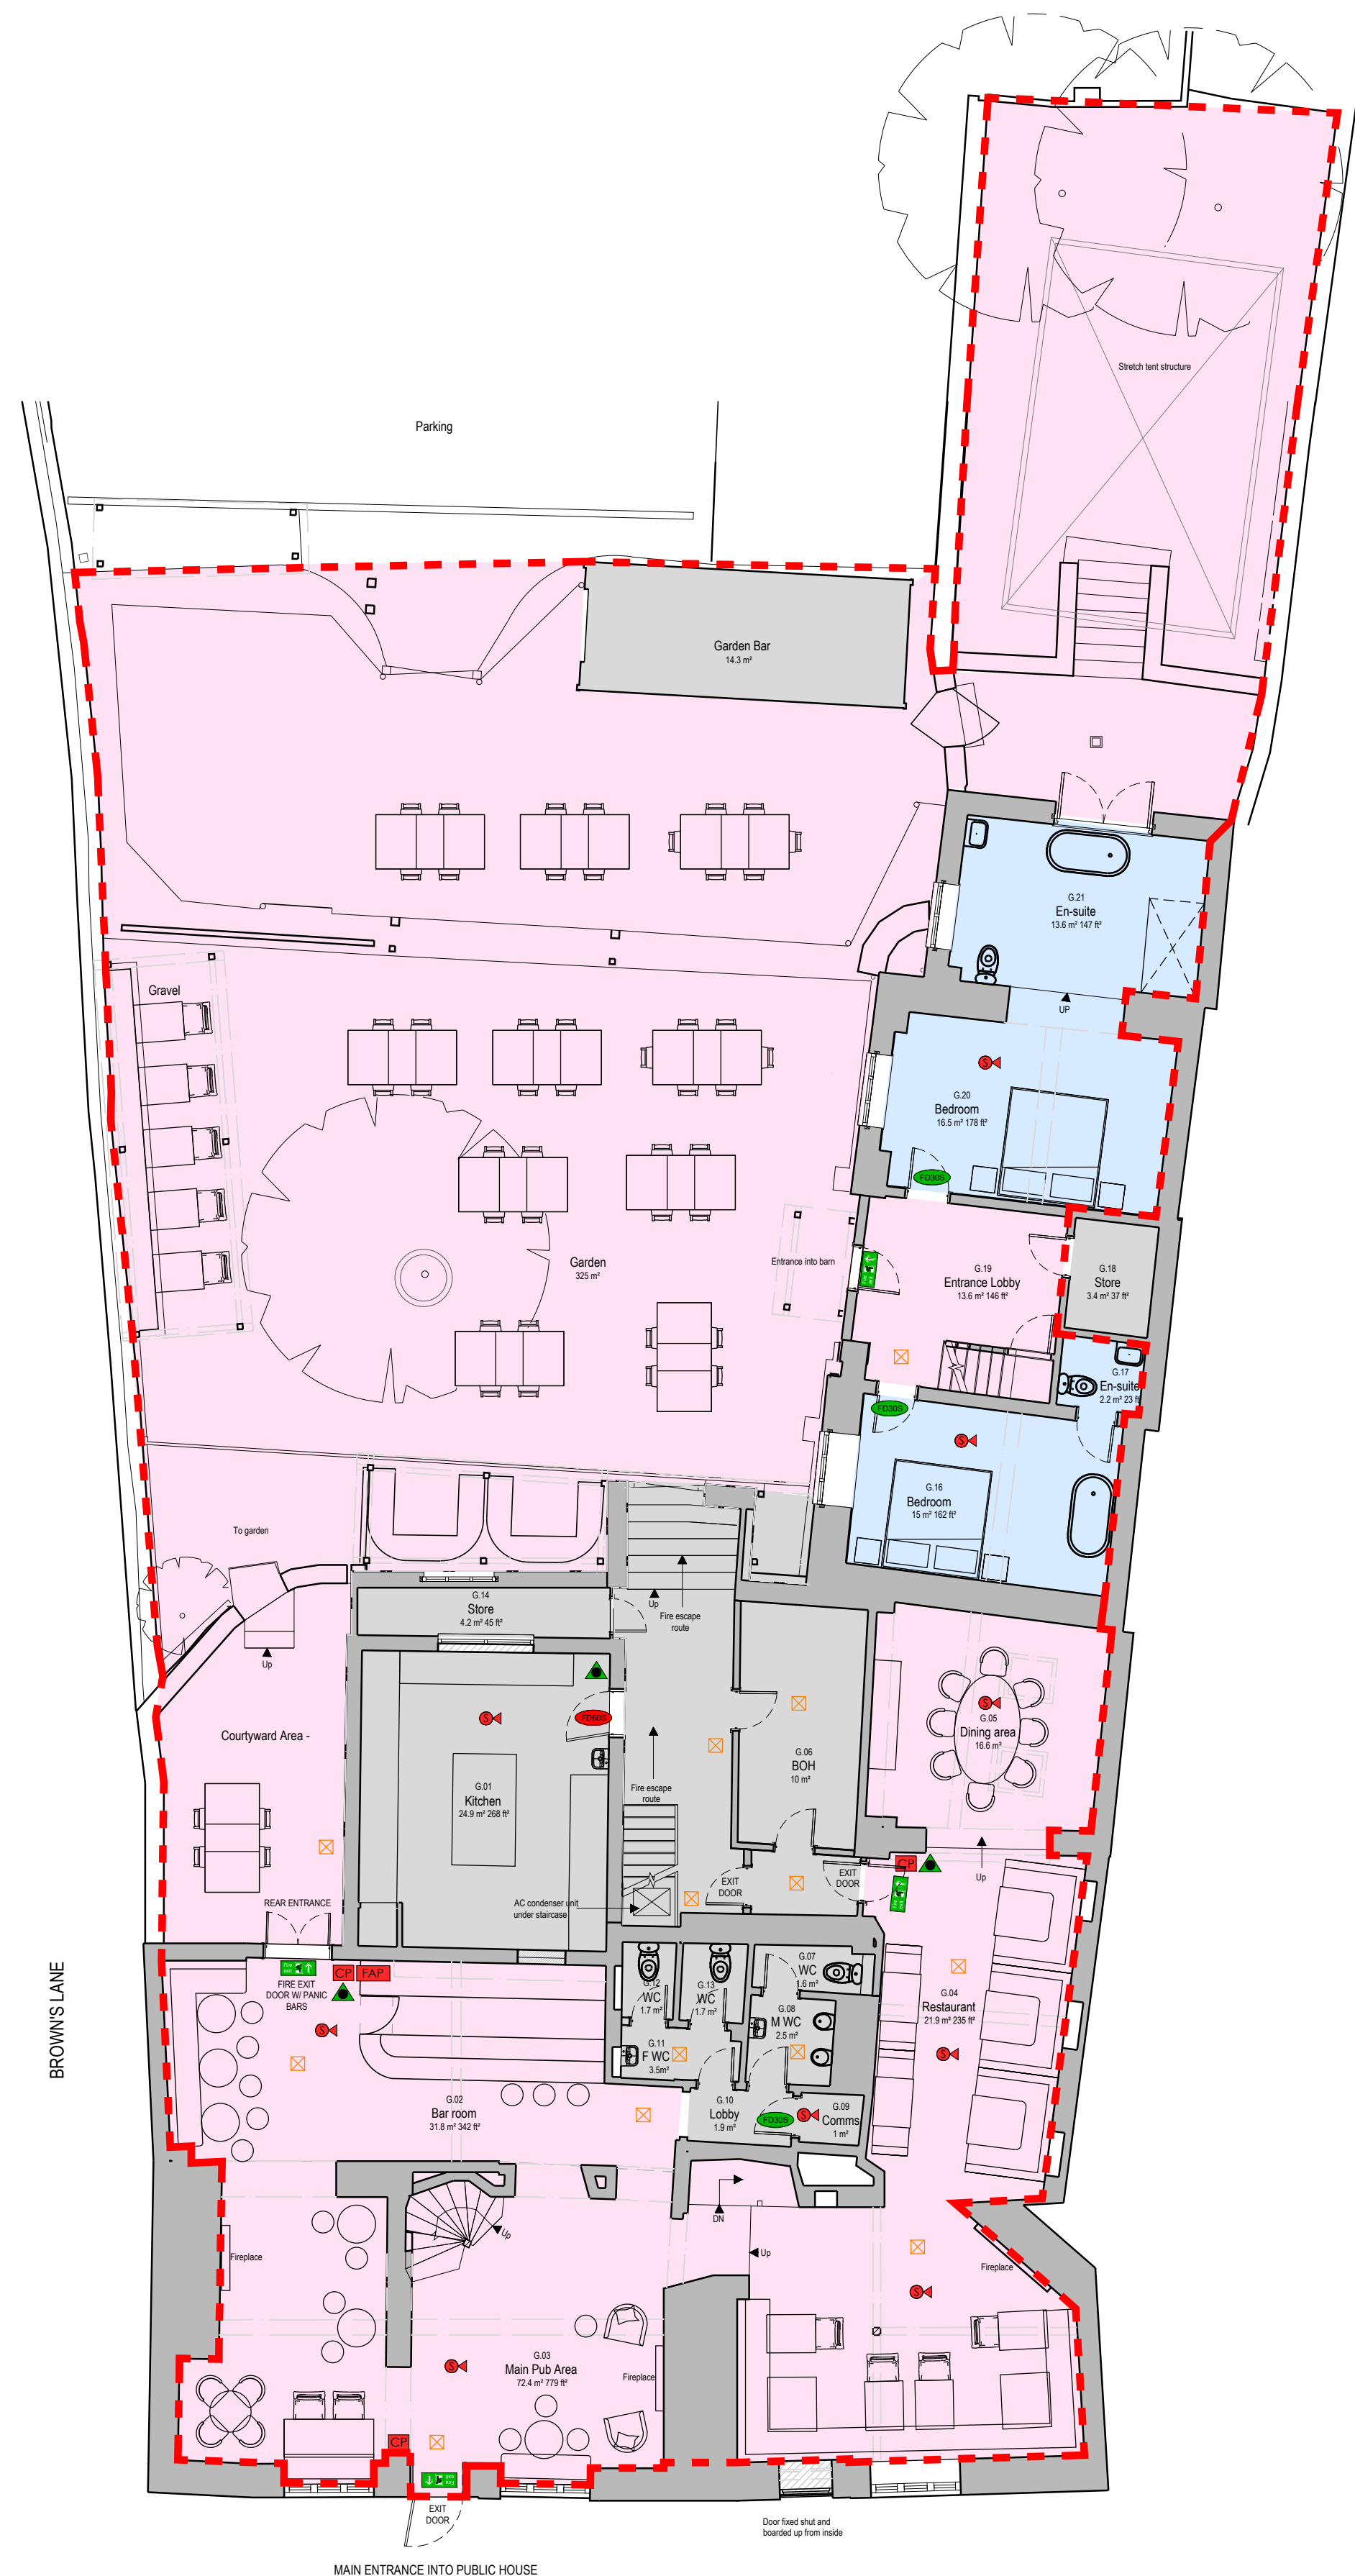 Stretch tent structure
Parking
Garden Bar
14.3 m²
G.21
En-suite
13.6 m² 147 ft²
UP
Gravel
G.20
Bedroom
16.5 m² 178 ft²
FD30S
Entrance into barn
Garden
325 m²
G.19
Entrance Lobby
13.6 m² 146 ft²
G.18
Store
3.4 m² 37 ft²
G.17
En-suite
2.2 m² 23 ft
FD30S
S
S
G.16
Bedroom
15 m² 162 ft²
To garden
Up
G.14
Store
4.2 m² 45 ft²
Up
Fire escape
route
Courtyward Area -
S
FD60S
G.01
Kitchen
24.9 m² 268 ft²
Fire escape
route
G.06
BOH
10 m²
S
G.05
Dining area
16.6 m²
Up
CP
EXIT
DOOR
EXIT
DOOR
AC condenser unit
under staircase
REAR ENTRANCE
FIRE EXIT
DOOR W/ PANIC
BARS
CP
FAP
S
G.12
WC
1.7 m²
G.13
WC
1.7 m²
G.07
WC
1.6 m²
G.08
M WC
2.5 m²
G.11
F WC
3.5m²
G.04
Restaurant
21.9 m² 235 ft²
S
BROWN'S LANE
G.02
Bar room
31.8 m² 342 ft²
G.10
Lobby
1.9 m²
FD30S
S
G.09
Comms
1 m²
Up
DN
Up
Fireplace
Fireplace
S
S
G.03
Main Pub Area
72.4 m² 779 ft²
Fireplace
CP
EXIT
DOOR
Door fixed shut and
boarded up from inside
MAIN ENTRANCE INTO PUBLIC HOUSE